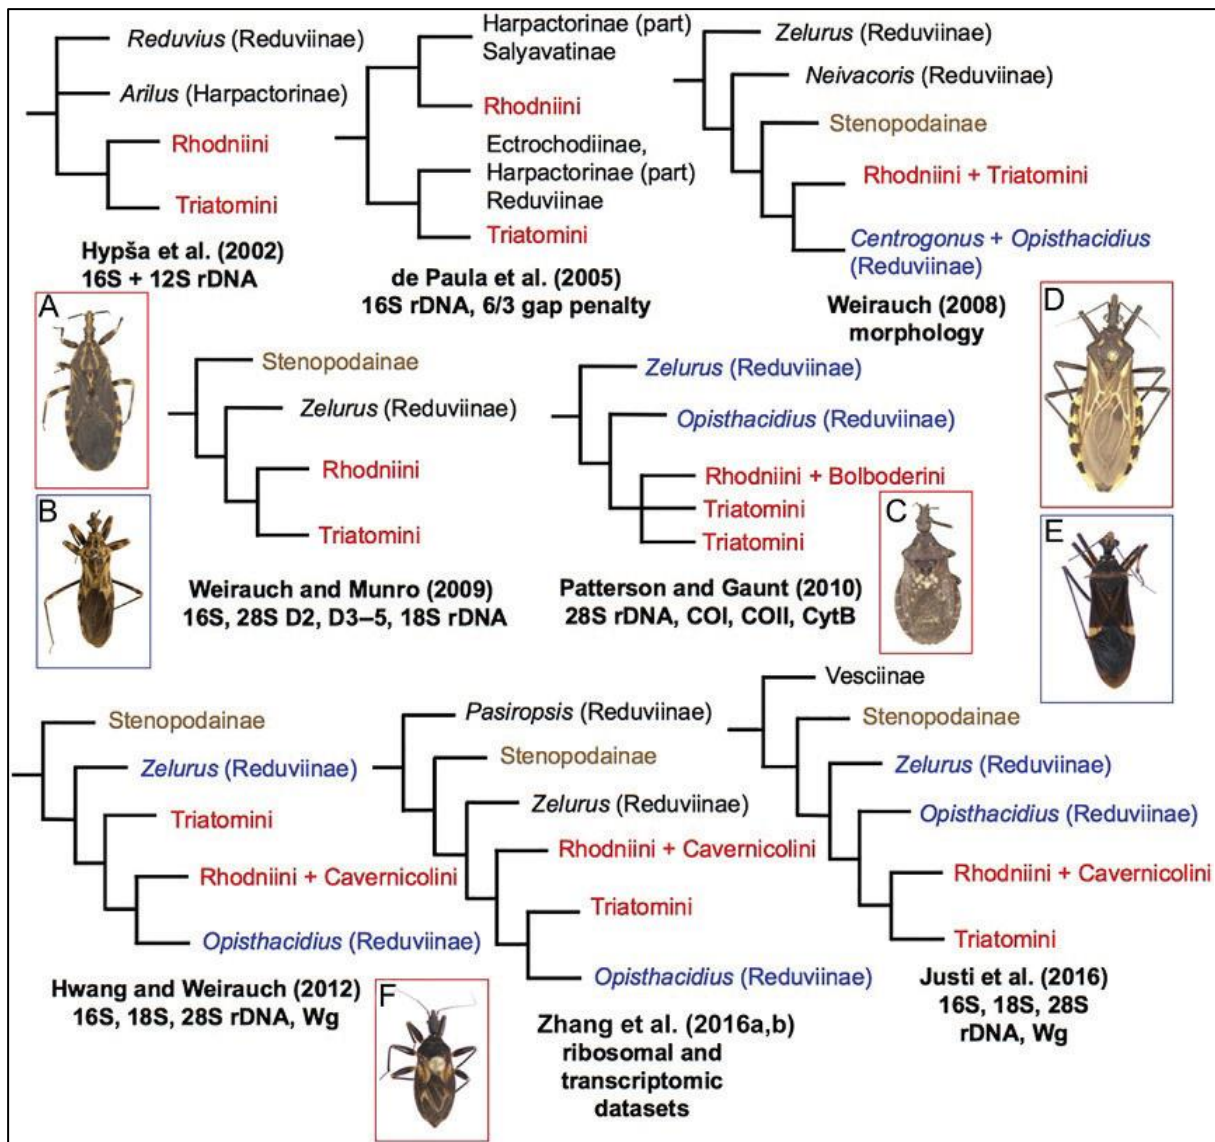 Reduvius (Reduviinae)
Arilus (Harpactorinae)
Rhodniini
Triatomini
Hypša et al. (2002)
16S + 12S rDNA
Harpactorinae (part)
Salyavatinae
Rhodniini
Ectrochodiinae,
Harpactorinae (part)
Reduviinae
Triatomini
de Paula et al. (2005)
16S rDNA, 6/3 gap penalty
Zelurus (Reduviinae)
Neivacoris (Reduviinae)
Stenopodainae
Rhodniini + Triatomini
Centrogonus + Opisthacidius
(Reduviinae)
Weirauch (2008)
morphology
A
B
Stenopodainae
Zelurus (Reduviinae)
Rhodniini
Triatomini
Weirauch and Munro (2009)
16S, 28S D2, D3–5, 18S rDNA
Zelurus (Reduviinae)
Opisthacidius (Reduviinae)
Rhodniini + Bolboderini
Triatomini
Triatomini
Patterson and Gaunt (2010)
28S rDNA, COI, COII, CytB
C
D
E
Stenopodainae
Zelurus (Reduviinae)
Triatomini
Rhodniini + Cavernicolini
Opisthacidius (Reduviinae)
Hwang and Weirauch (2012)
16S, 18S, 28S rDNA, Wg
F
Pasiropsis (Reduviinae)
Stenopodainae
Zelurus (Reduviinae)
Rhodniini + Cavernicolini
Triatomini
Opisthacidius (Reduviinae)
Zhang et al. (2016a,b)
ribosomal and
transcriptomic
datasets
Vesciinae
Stenopodainae
Zelurus (Reduviinae)
Opisthacidius (Reduviinae)
Rhodniini + Cavernicolini
Triatomini
Justi et al. (2016)
16S, 18S, 28S
rDNA, Wg